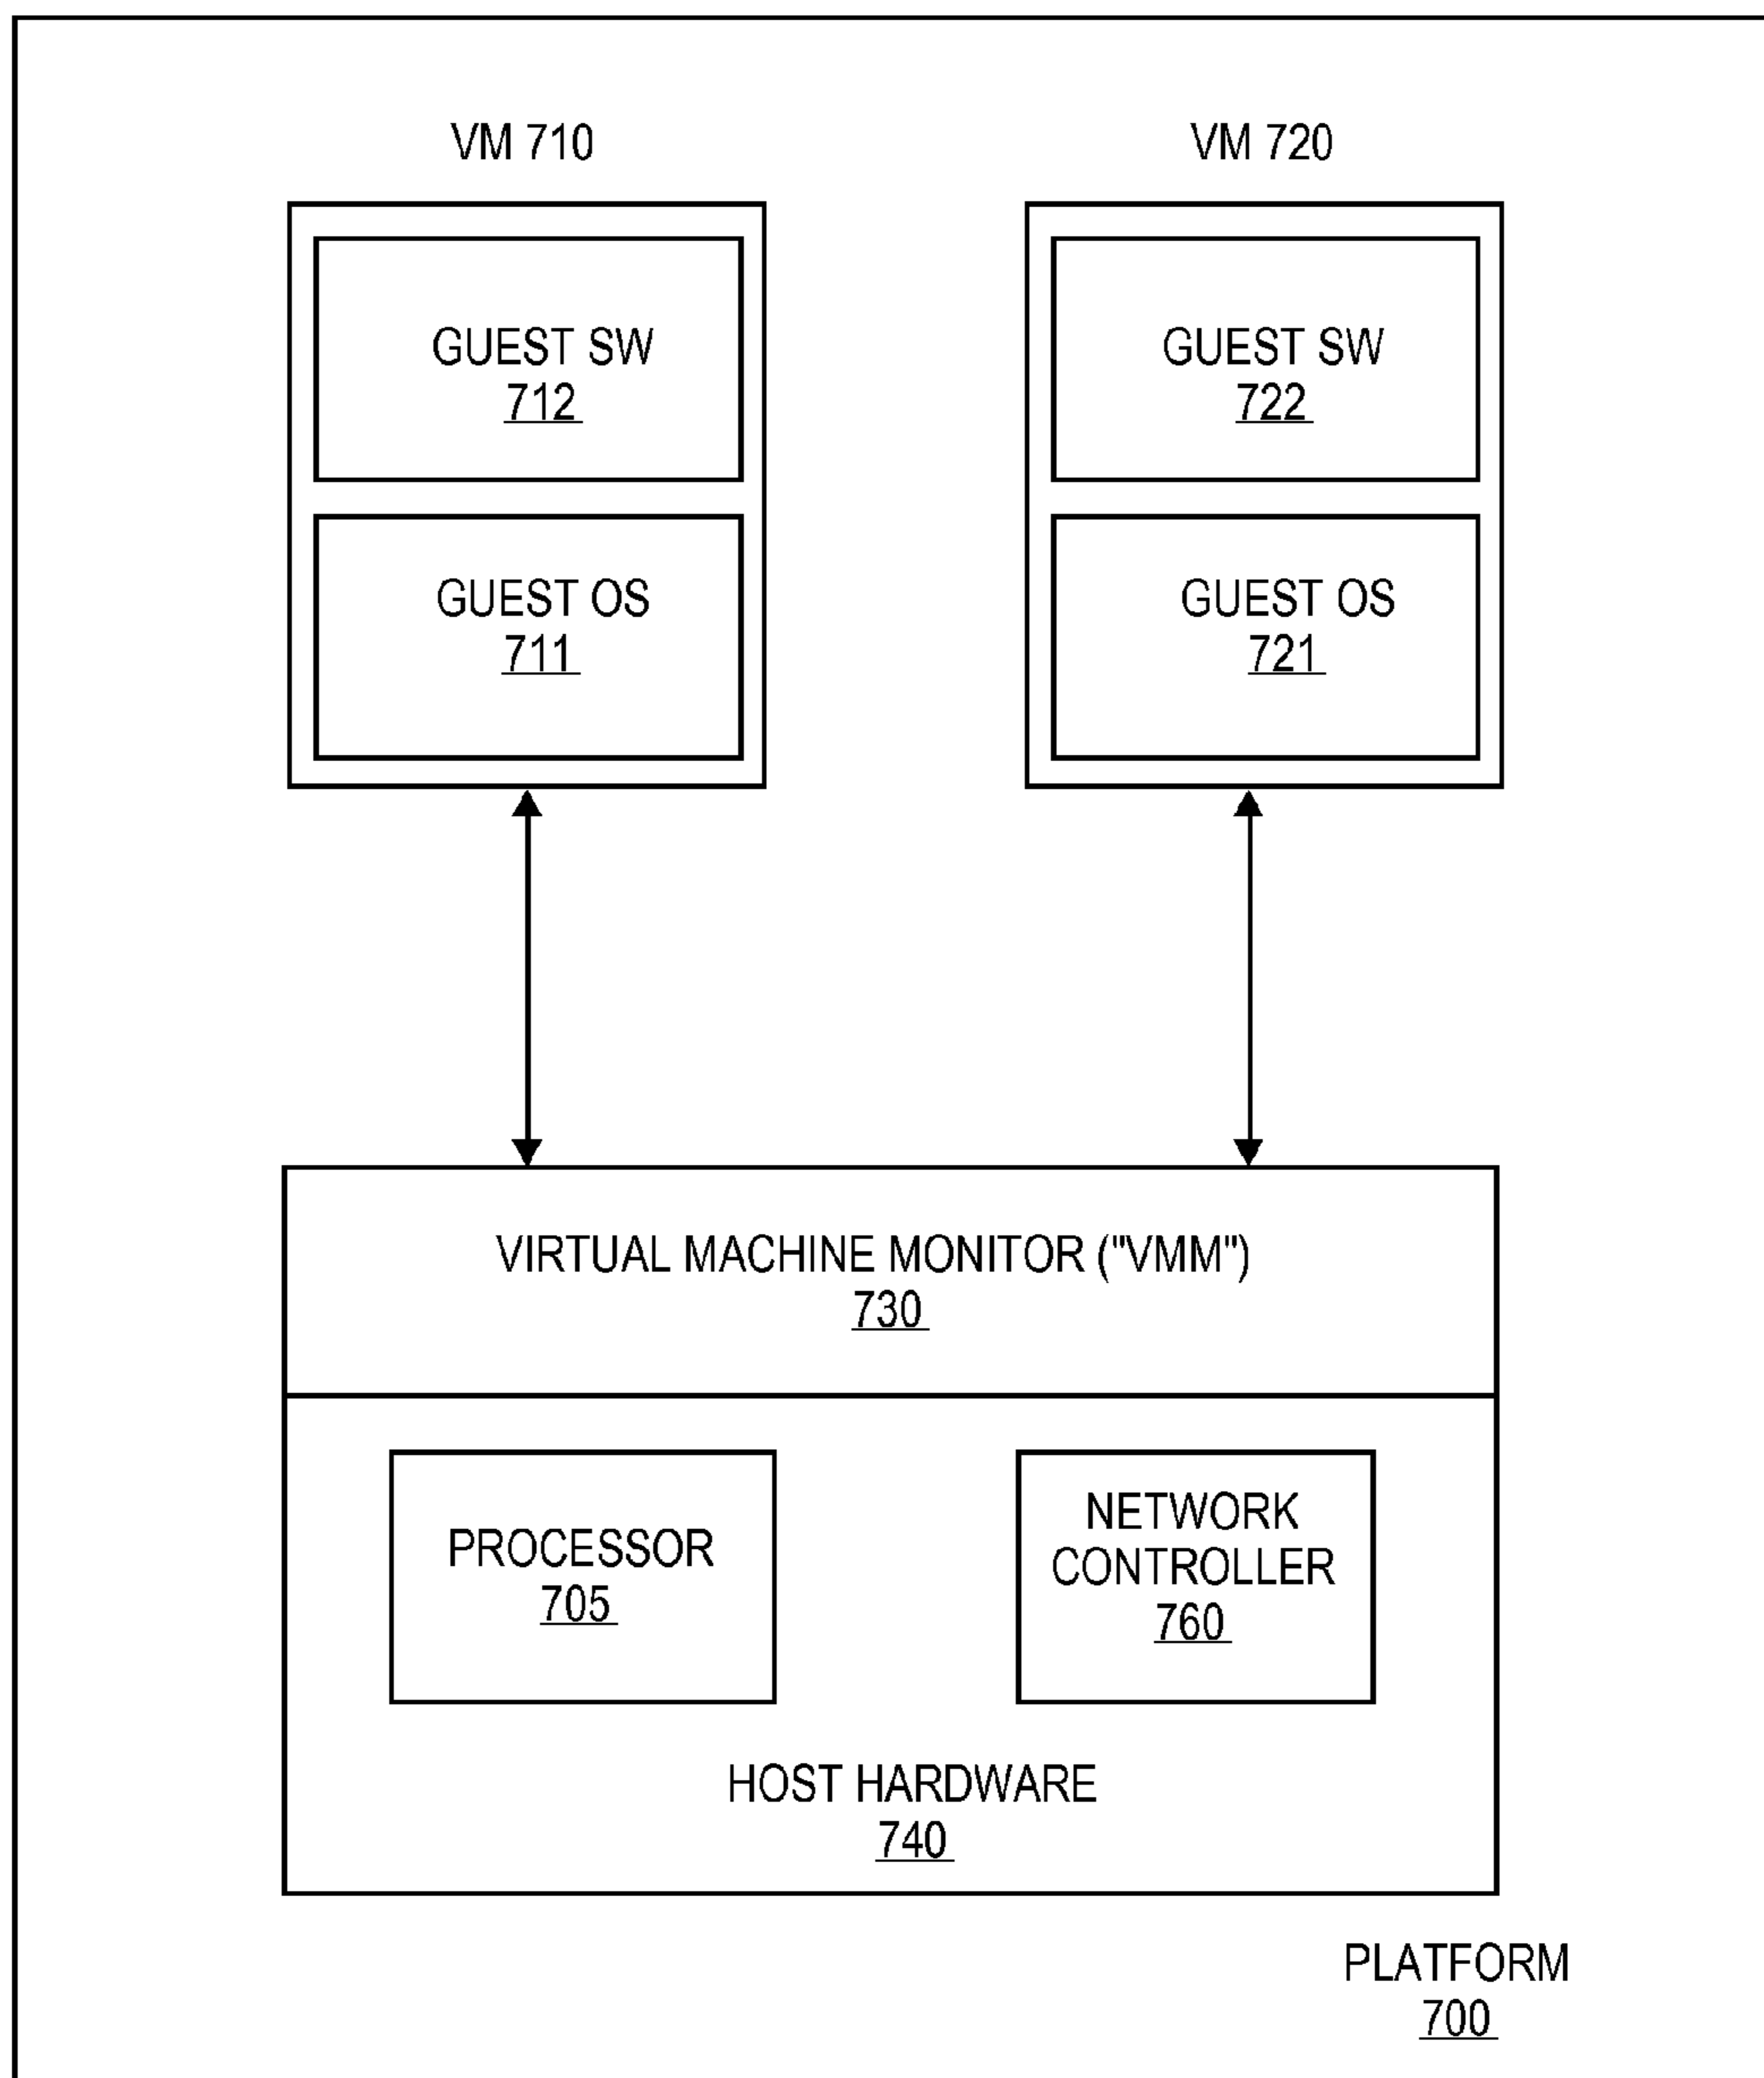 VM 710
VM 720
GUEST SW
712
GUEST OS
711
GUEST SW
722
GUEST OS
721
VIRTUAL MACHINE MONITOR ("VMM")
730
PROCESSOR
705
NETWORK
CONTROLLER
760
HOST HARDWARE
740
PLATFORM
700